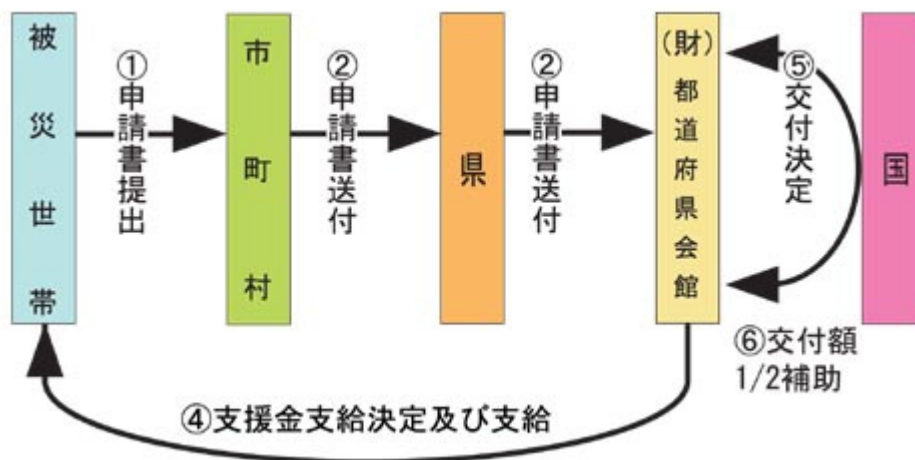 被災世帯
①申請書提出
市町村
②申請書送付
県
②申請書送付
(財)都道府県会館
⑤交付決定
国
⑥交付額
1/2補助
④支援金支給決定及び支給